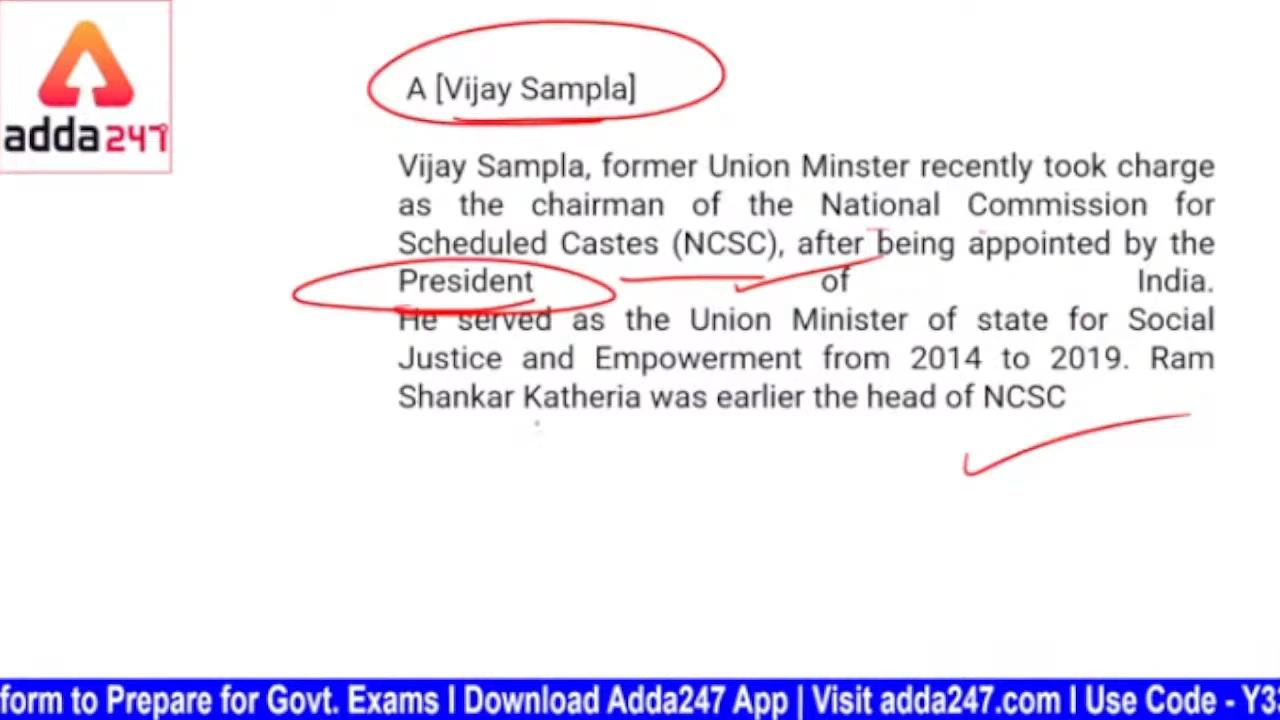 adda247
A [Vijay Sampla]
Vijay Sampla, former Union Minster recently took charge
as the chairman of the National Commission for
Scheduled Castes (NCSC), after being appointed by the
President of India.
He served as the Union Minister of state for Social
Justice and Empowerment from 2014 to 2019. Ram
Shankar Katheria was earlier the head of NCSC
form to Prepare for Govt. Exams I Download Adda247 App | Visit adda247.com I Use Code - Y3